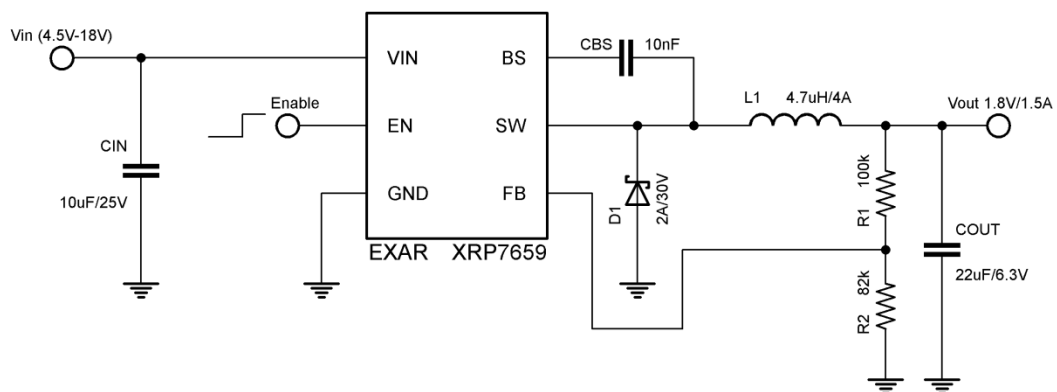 Vin (4.5V-18V)
CIN
10uF/25V
Enable
VIN
EN
GND
BS
SW
FB
EXAR XRP7659
CBS 10nF
D1
2A/30V
L1 4.7uH/4A
Vout 1.8V/1.5A
R1
100k
R2
82k
COUT
22uF/6.3V